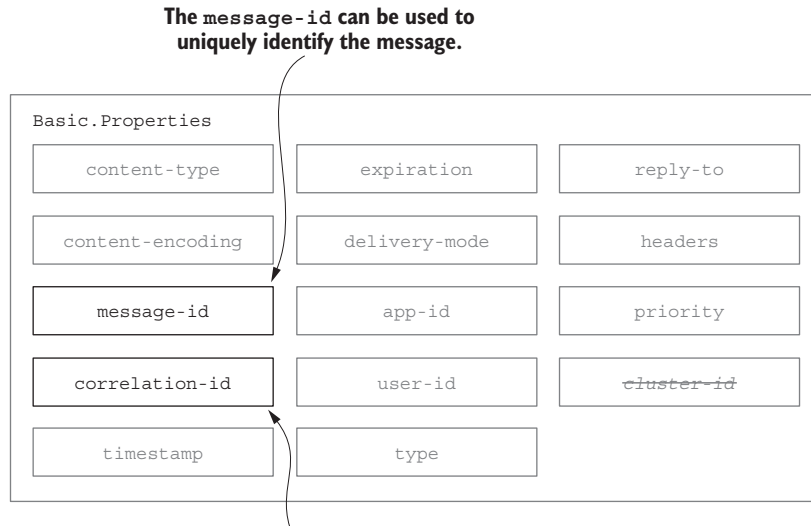 The message-id can be used to
uniquely identify the message.
Basic.Properties
content-type
expiration
reply-to
content-encoding
delivery-mode
headers
message-id
app-id
priority
correlation-id
user-id
cluster-id
timestamp
type